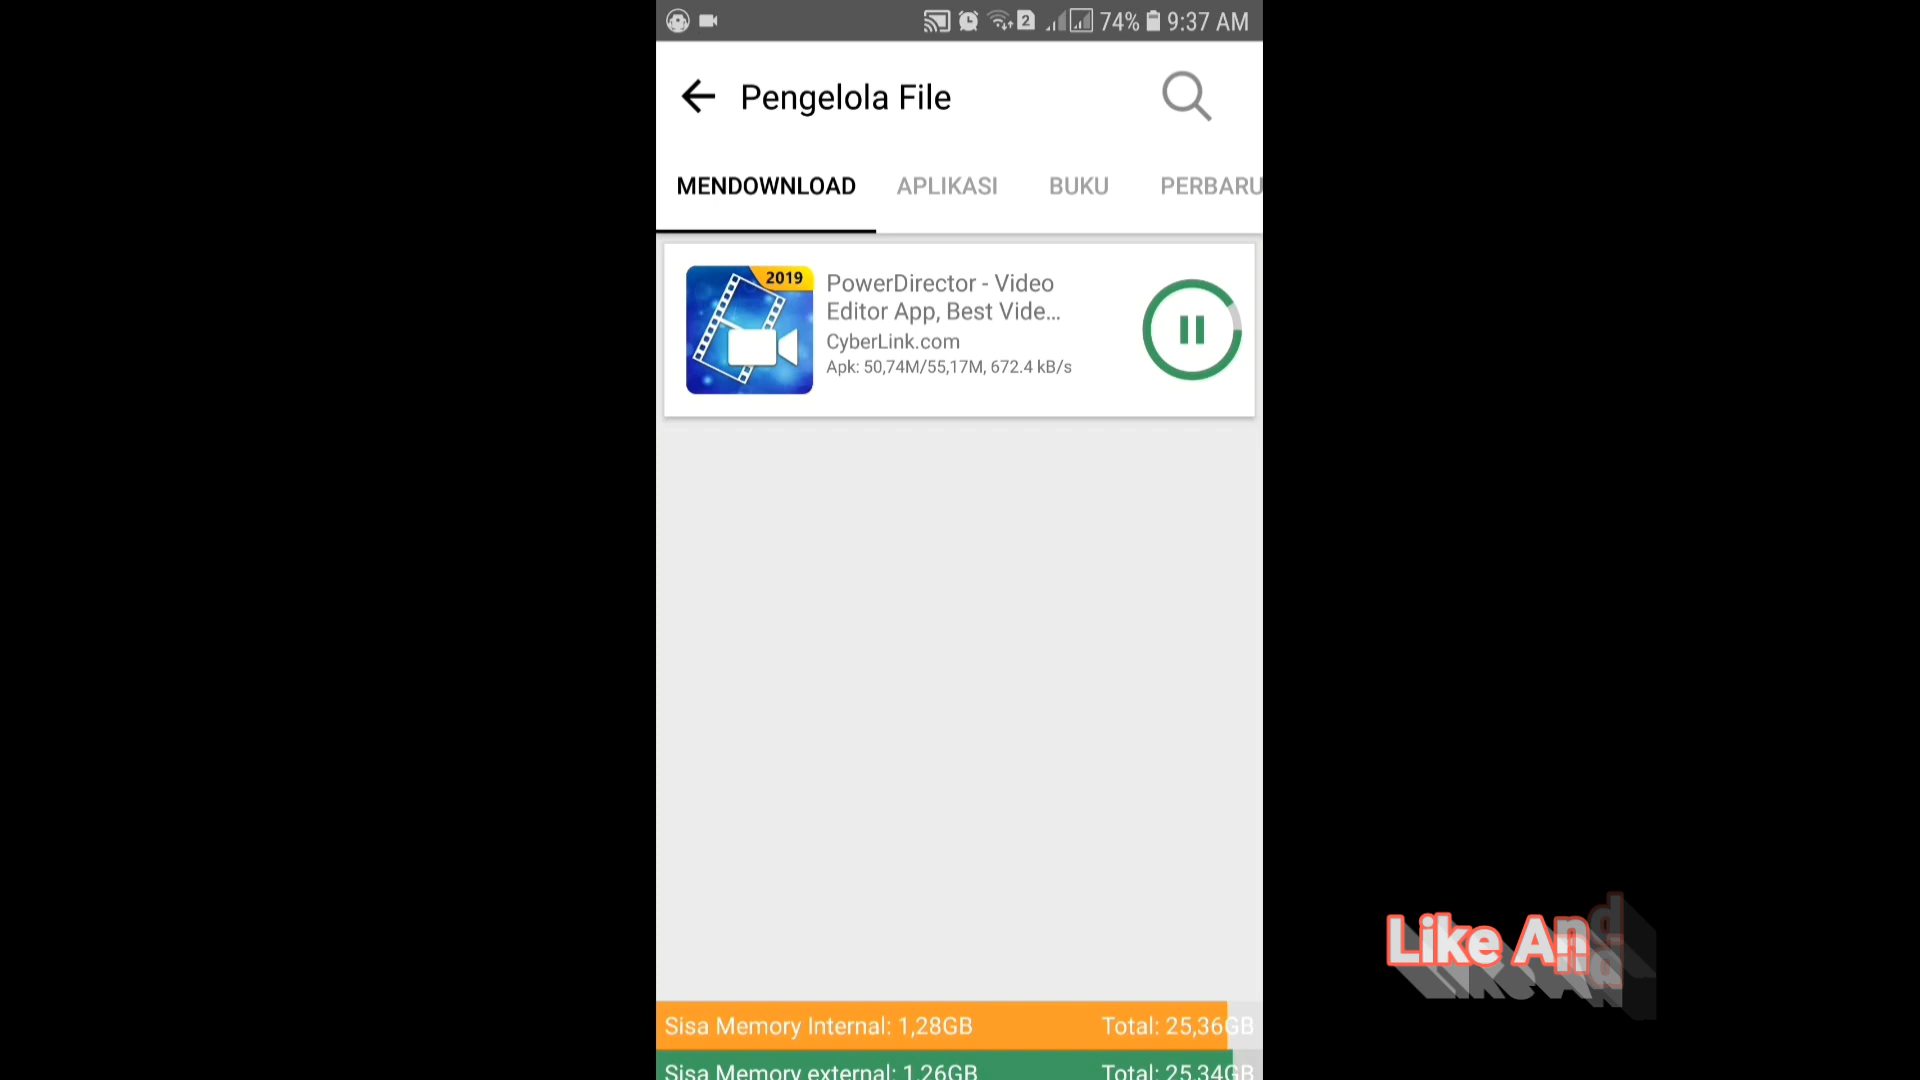 2 74% 9:37 AM
Pengelola File
MENDOWNLOAD APLIKASI BUKU PERBARU
2019
PowerDirector - Video
Editor App, Best Vide...
CyberLink.com
Apk: 50,74M/55,17M, 672.4 kB/s
Like And
Sisa Memory Internal: 1,28GB Total: 25,36GB
Sisa Memory external: 1,26GB Total: 25,34GB